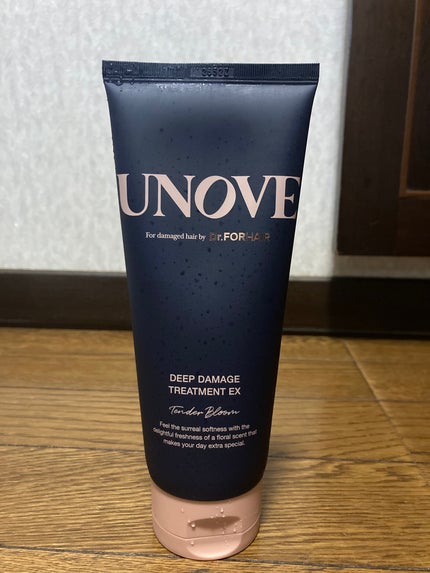 UNOVE
For damaged hair by Dr.FORHAIR
DEEP DAMAGE
TREATMENT EX
Tender Bloom
Feel the surreal softness with the
delightful freshness of a floral scent that
makes your day extra special.